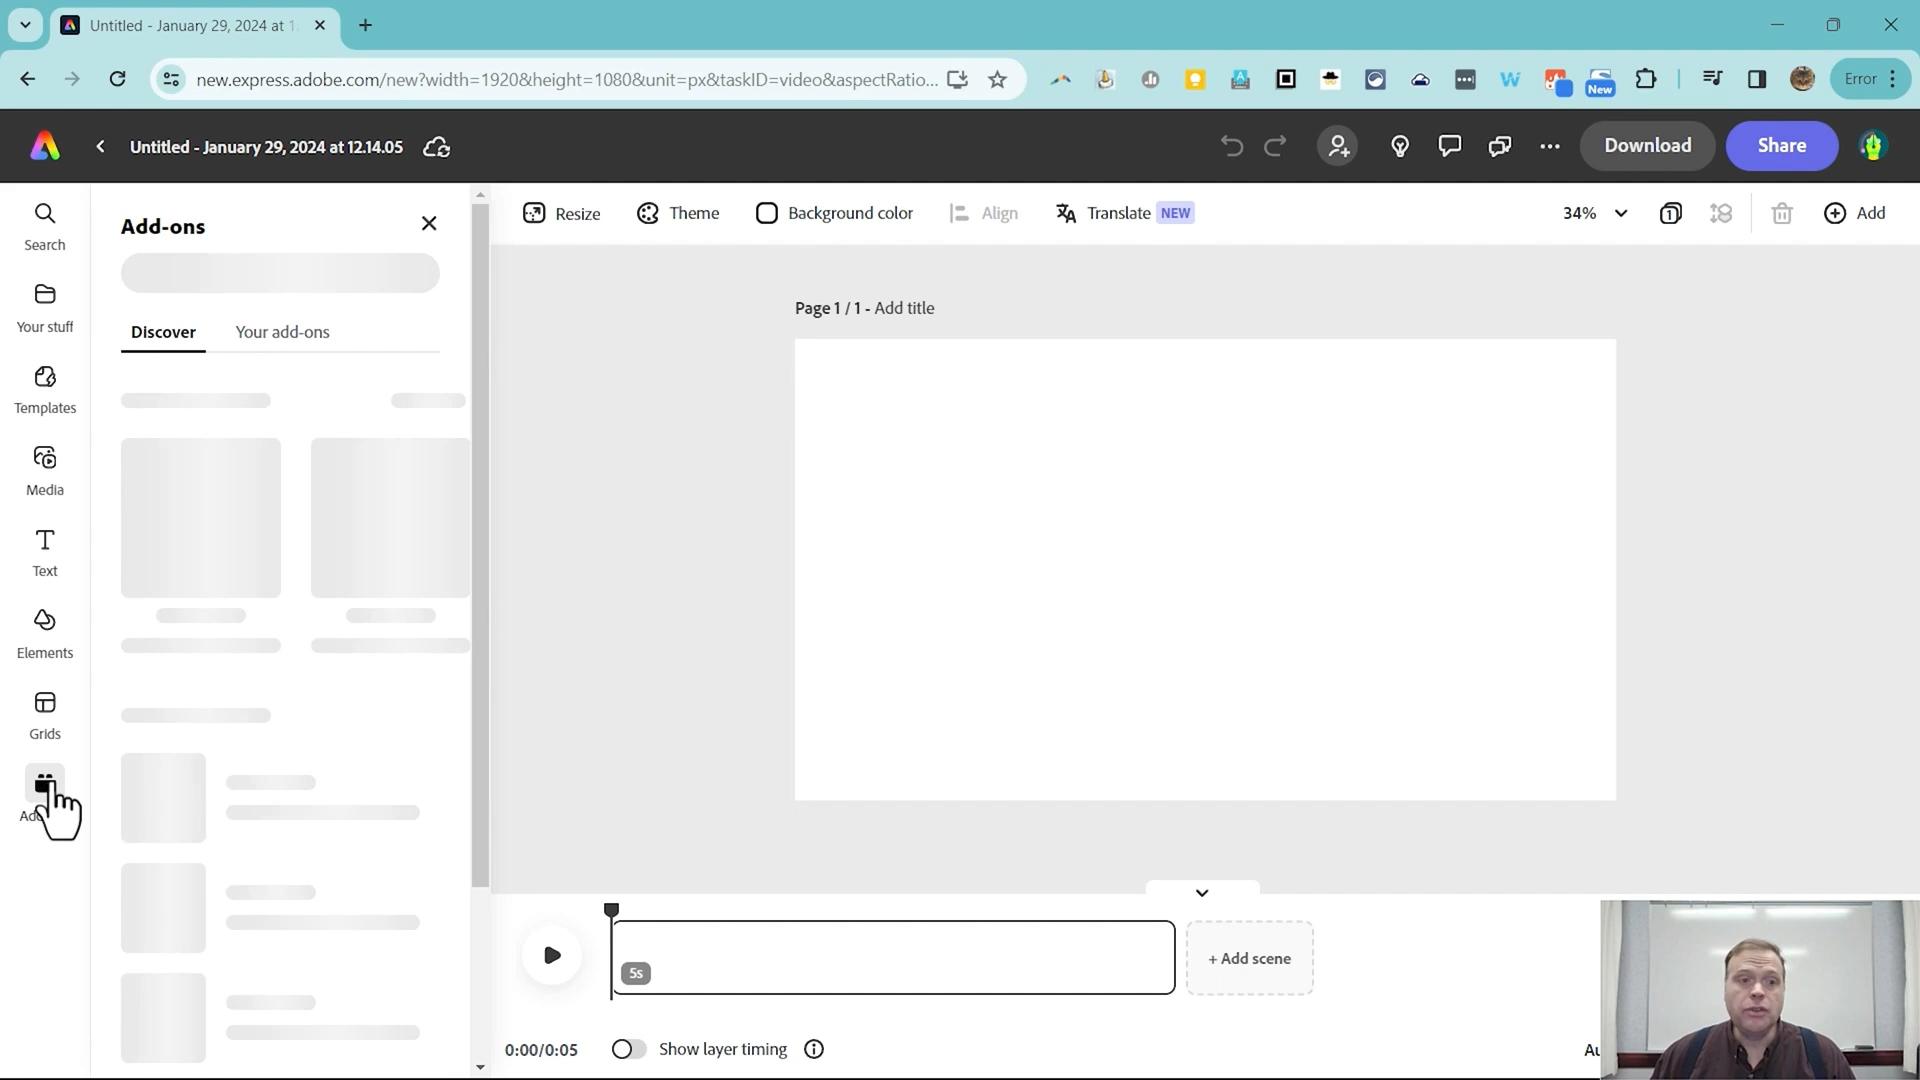 Untitled - January 29, 2024 at 1
new.express.adobe.com/new?width=1920&height=1080&unit=px&taskID=video&aspectRatio...
New
Error
Untitled - January 29, 2024 at 12.14.05
Download
Share
Search
Your stuff
Templates
Media
Text
Elements
Grids
Add-ons
Discover
Your add-ons
Resize
Theme
Background color
Align
Translate NEW
34%
1
Add
Page 1 / 1 - Add title
5s
+ Add scene
0:00/0:05
Show layer timing